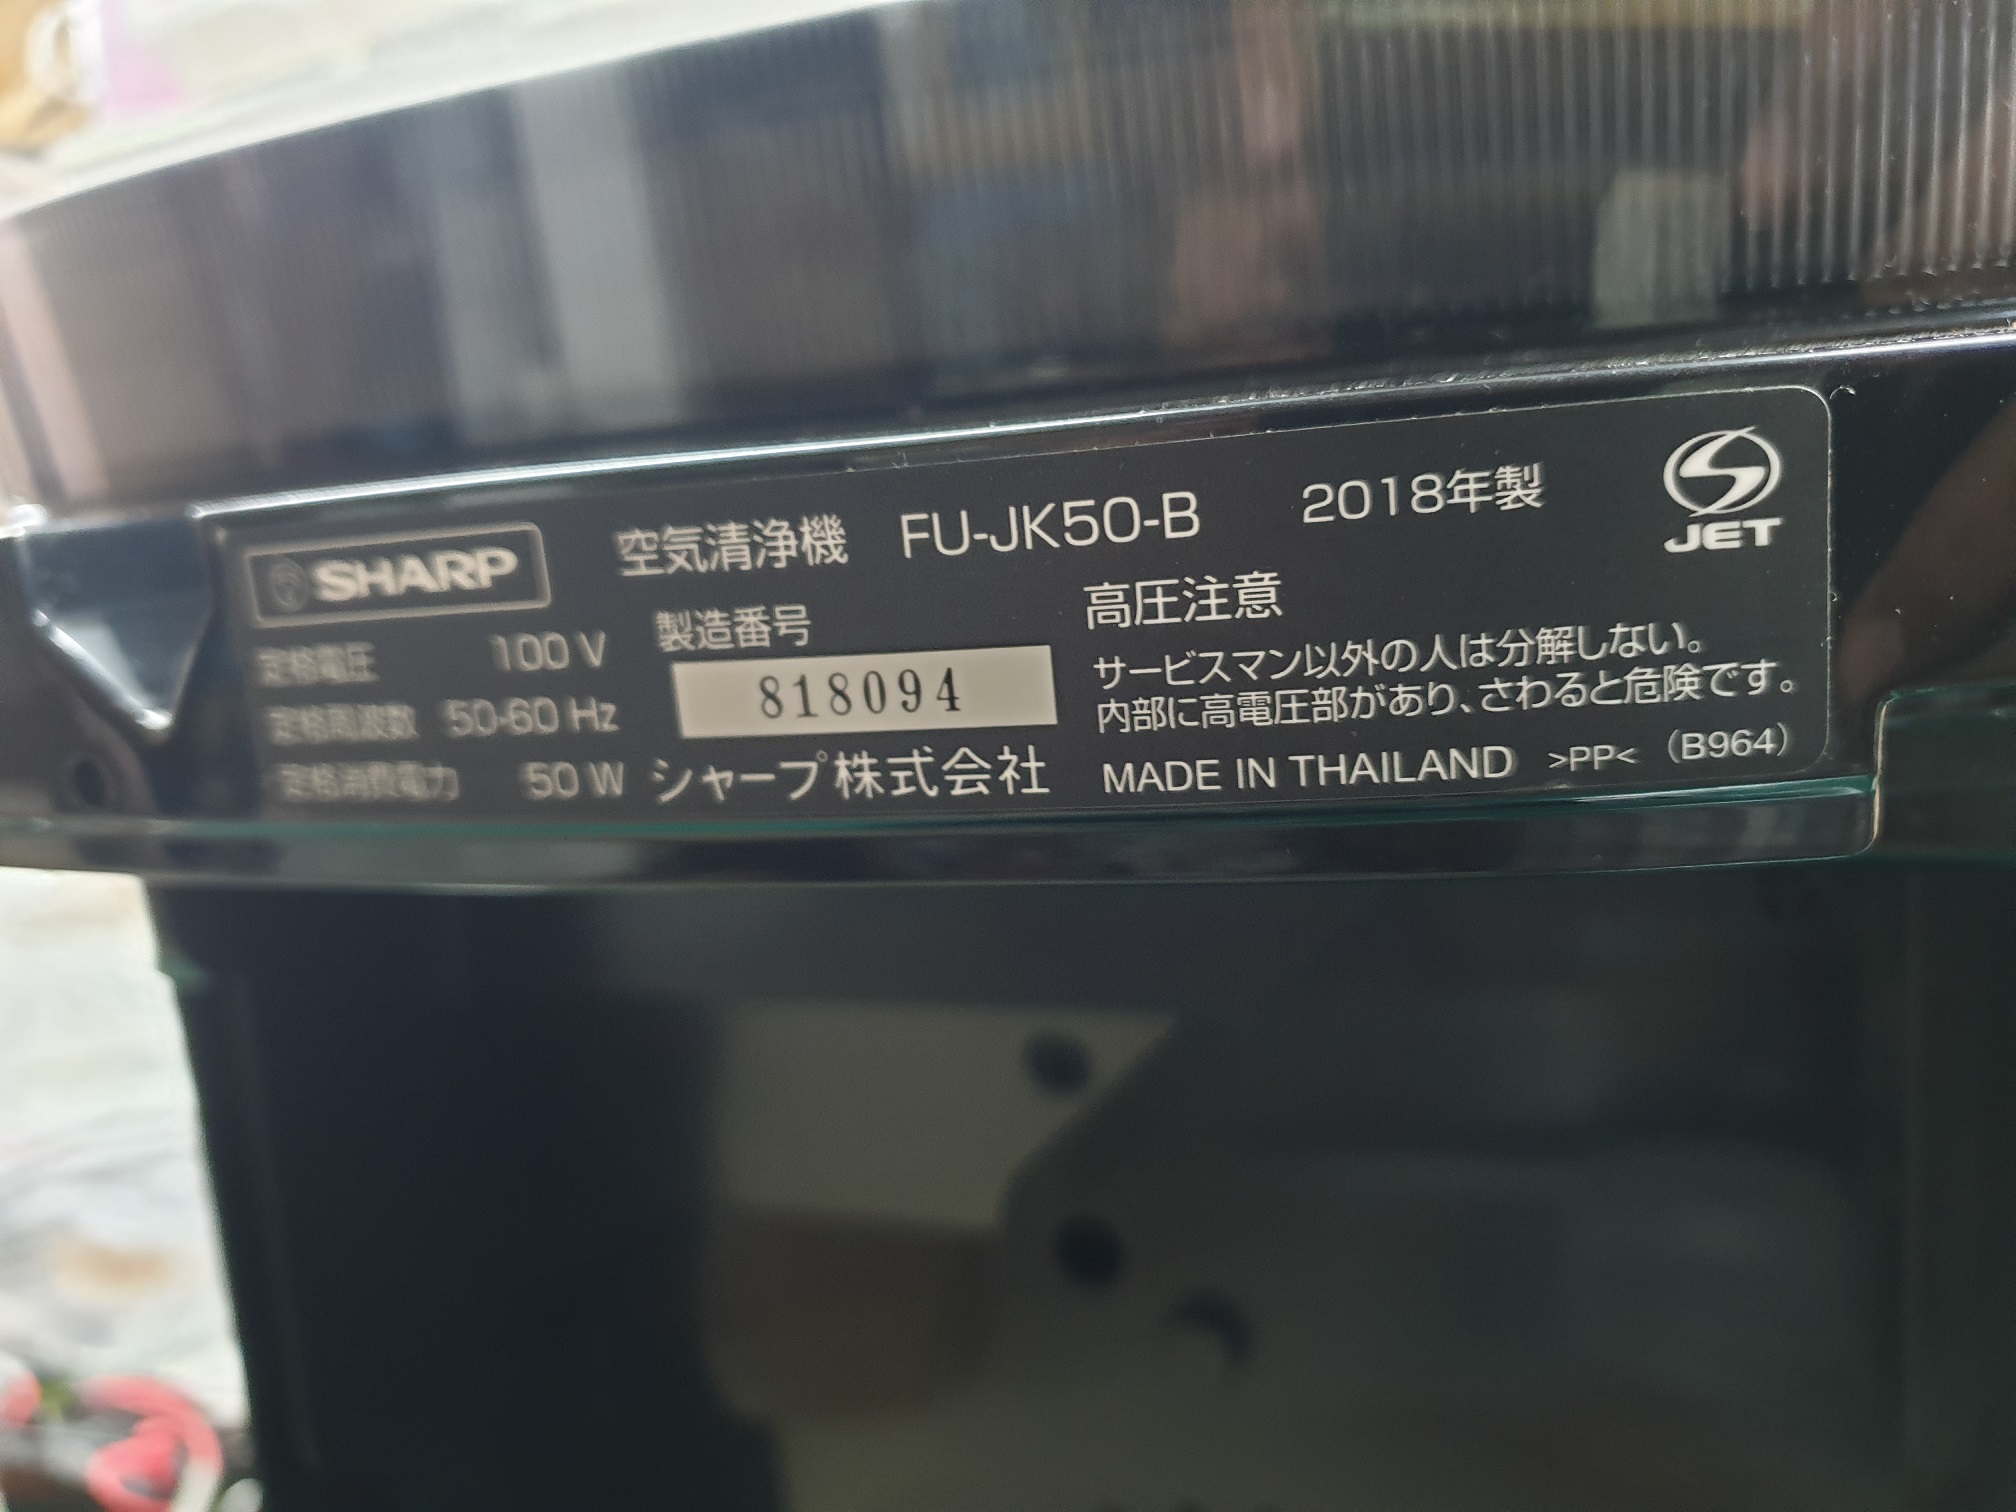 SHARP 空気清浄機 FU-JK50-B 2018年製
JET
定格電圧 100 V
定格周波数 50-60 Hz
定格消費電力 50 W
製造番号
818094
シャープ株式会社
高圧注意
サービスマン以外の人は分解しない。
内部に高電圧部があり、さわると危険です。
MADE IN THAILAND >PP< (B964)